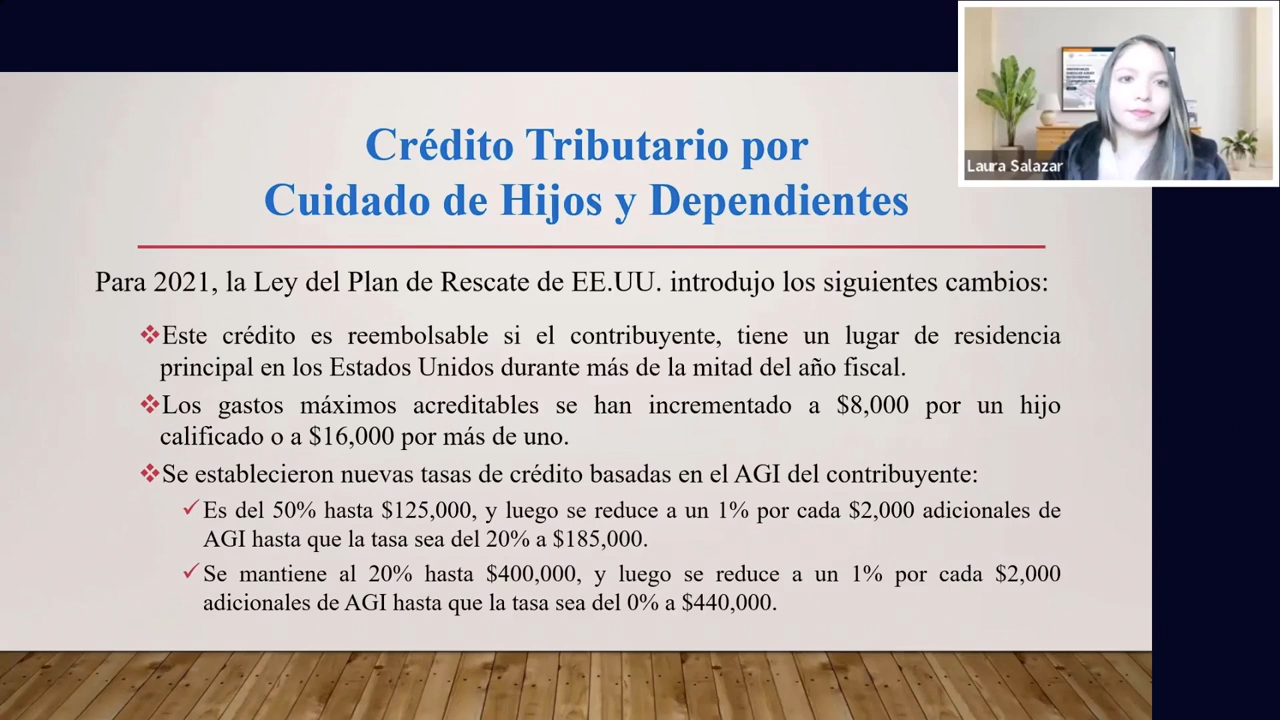 Laura Salazar
Crédito Tributario por
Cuidado de Hijos y Dependientes
Para 2021, la Ley del Plan de Rescate de EE.UU. introdujo los siguientes cambios:
Este crédito es reembolsable si el contribuyente, tiene un lugar de residencia
principal en los Estados Unidos durante más de la mitad del año fiscal.
Los gastos máximos acreditables se han incrementado a $8,000 por un hijo
calificado o a $16,000 por más de uno.
Se establecieron nuevas tasas de crédito basadas en el AGI del contribuyente:
Es del 50% hasta $125,000, y luego se reduce a un 1% por cada $2,000 adicionales de
AGI hasta que la tasa sea del 20% a $185,000.
Se mantiene al 20% hasta $400,000, y luego se reduce a un 1% por cada $2,000
adicionales de AGI hasta que la tasa sea del 0% a $440,000.